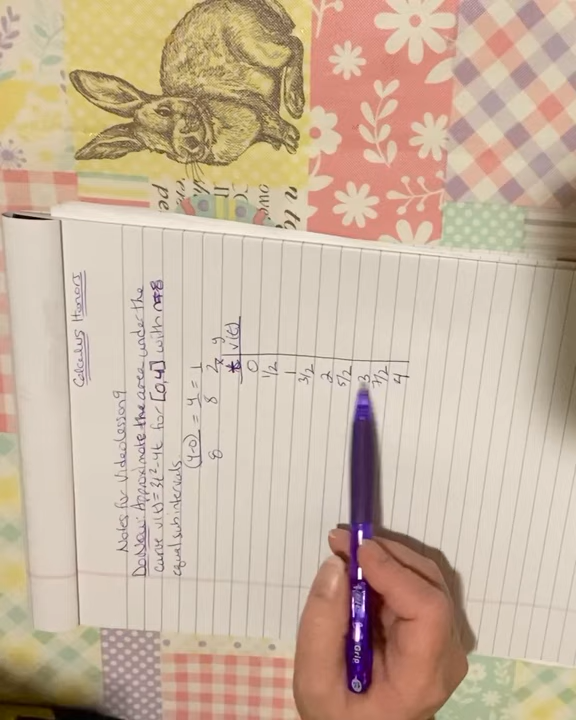 Calculus Honors
Notes for Video Lesson 9
Do Now: Approximate the area under the
curve v(t)=3t²-4t for [0,4] with n=8
equal subintervals.
(4-0) = 4 = 1
8 8 2
x y
t v(t)
0
1/2
1
3/2
2
5/2
3
7/2
4